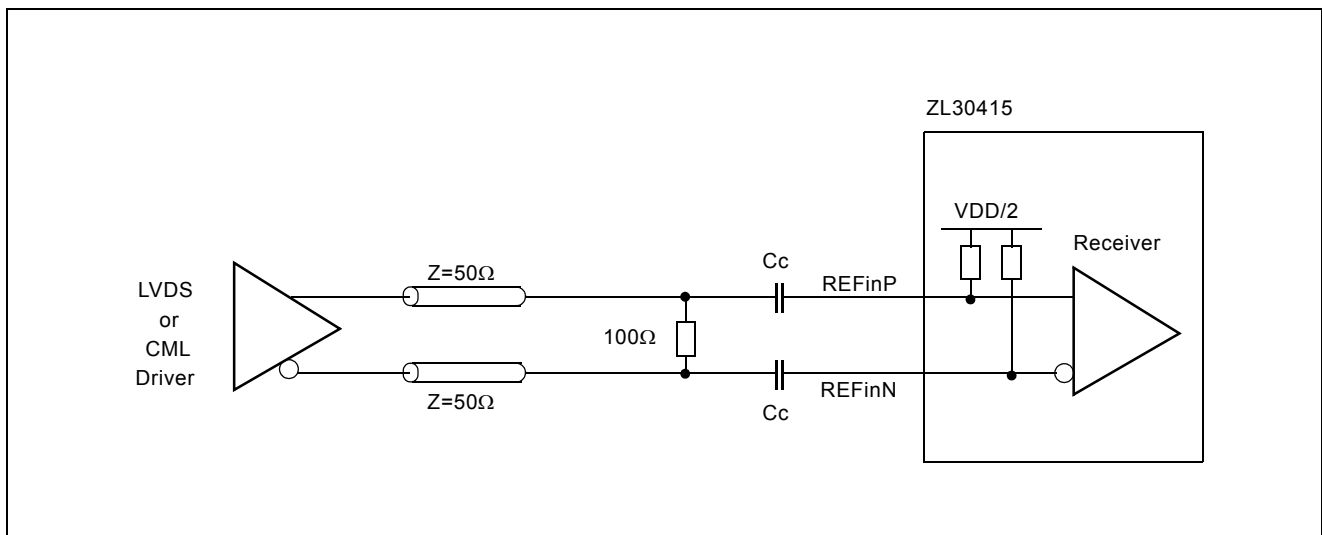 ZL30415
VDD/2
Receiver
Cc
Z=50Ω
REFinP
LVDS
or
CML
Driver
100Ω
REFinN
Z=50Ω
Cc